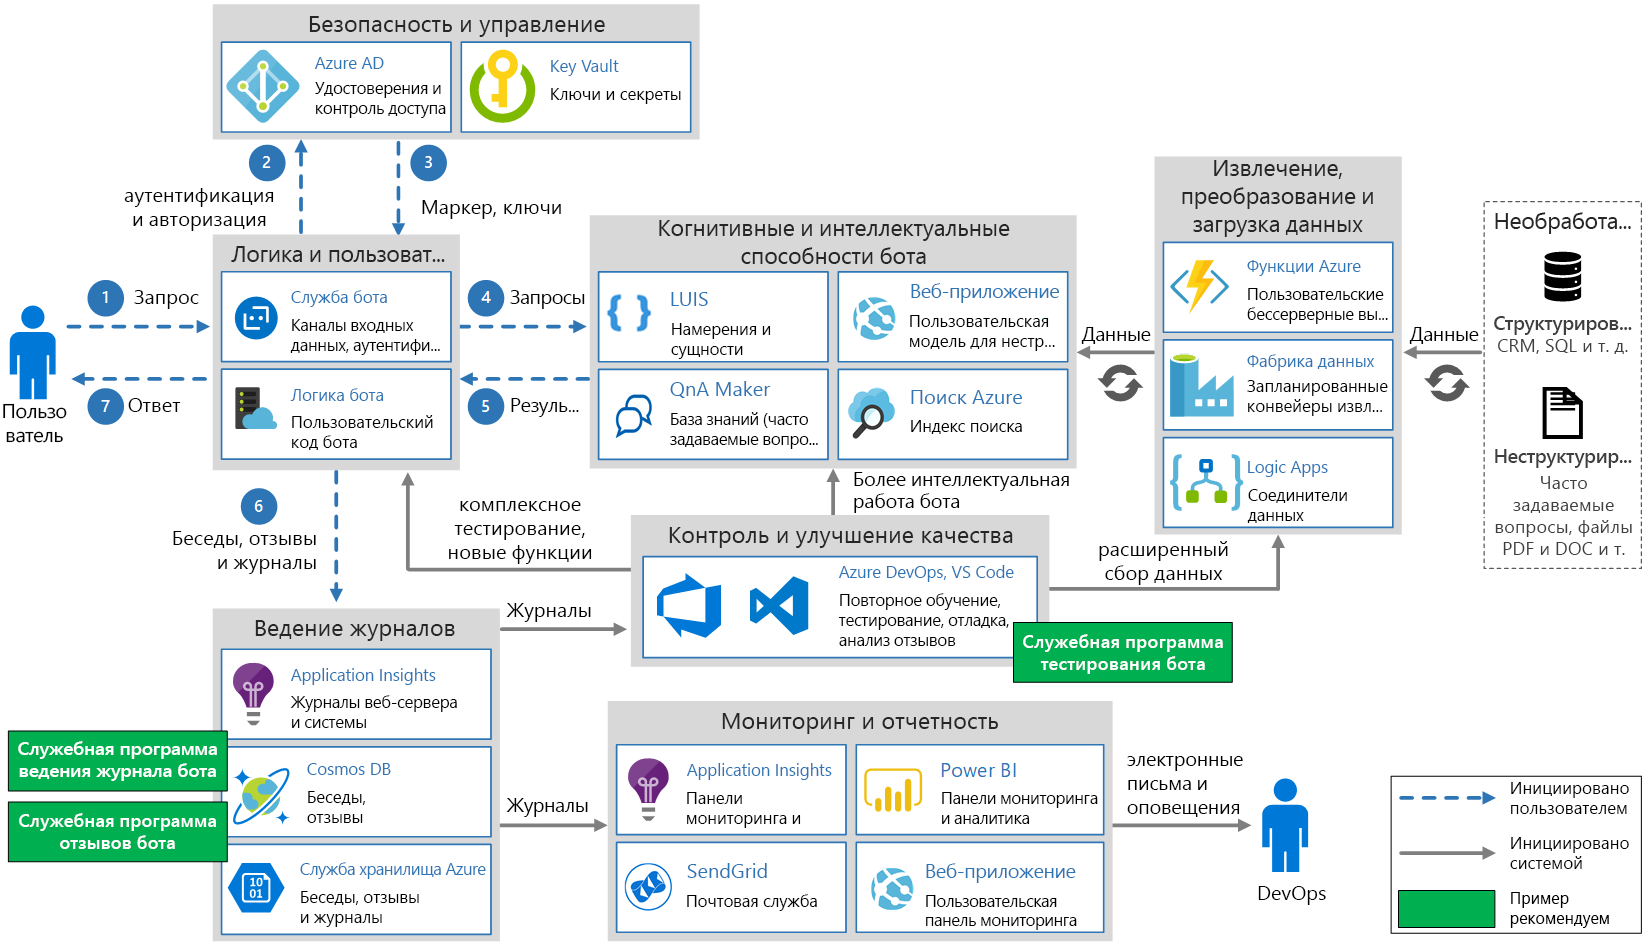 Безопасность и управление
Azure AD
Удостоверения и
контроль доступа
Key Vault
Ключи и секреты
2
аутентификация
и авторизация
3
Маркер, ключи
Логика и пользоват...
Служба бота
Каналы входных
данных, аутентифи...
Логика бота
Пользовательский
код бота
1
Запрос
7
Ответ
Пользо
ватель
4
Запросы
5
Резуль...
Когнитивные и интеллектуальные
способности бота
LUIS
Намерения и
сущности
Веб-приложение
Пользовательская
модель для нестр...
QnA Maker
База знаний (часто
задаваемые вопро...
Поиск Azure
Индекс поиска
Данные
Извлечение,
преобразование и
загрузка данных
Функции Azure
Пользовательские
бессерверные вы...
Фабрика данных
Запланированные
конвейеры извл...
Logic Apps
Соединители
данных
Данные
Необработа...
Структуриров...
CRM, SQL и т. д.
Неструктурир...
Часто
задаваемые
вопросы, файлы
PDF и DOC и т.
6
Беседы, отзывы
и журналы
комплексное
тестирование,
новые функции
Более интеллектуальная
работа бота
Контроль и улучшение качества
Azure DevOps, VS Code
Повторное обучение,
тестирование, отладка,
анализ отзывов
Служебная программа
тестирования бота
расширенный
сбор данных
Ведение журналов
Application Insights
Журналы веб-сервера
и системы
Cosmos DB
Беседы,
отзывы
Служба хранилища Azure
10
01
Беседы, отзывы
и журналы
Служебная программа
ведения журнала бота
Служебная программа
отзывов бота
Журналы
Журналы
Мониторинг и отчетность
Application Insights
Панели
мониторинга и
Power BI
Панели мониторинга
и аналитика
SendGrid
Почтовая служба
Веб-приложение
Пользовательская
панель мониторинга
электронные
письма и
оповещения
DevOps
Инициировано
пользователем
Инициировано
системой
Пример
рекомендуем